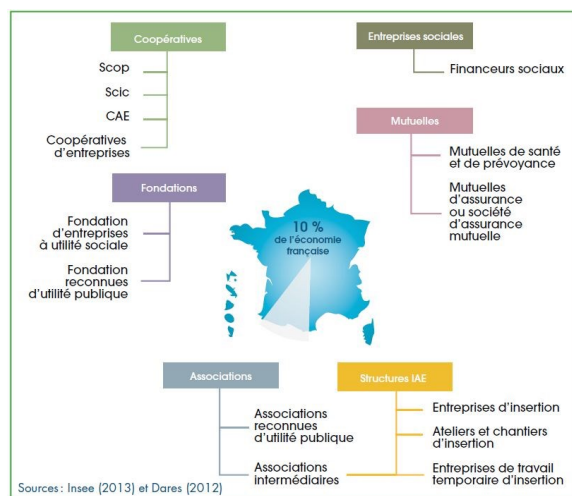 Coopératives
Scop
Scic
CAE
Coopératives
d'entreprises
Entreprises sociales
Financeurs sociaux
Mutuelles
Mutuelles de santé
et de prévoyance
Mutuelles
d'assurance
ou société
d'assurance
mutuelle
Fondations
Fondation
d'entreprises
à utilité sociale
Fondation
reconnues
d'utilité publique
10 %
de l'économie
française
Associations
Associations
reconnues
d'utilité publique
Associations
intermédiaires
Structures IAE
Entreprises d'insertion
Ateliers et chantiers
d'insertion
Entreprises de travail
temporaire d'insertion
Sources : Insee (2013) et Dares (2012)